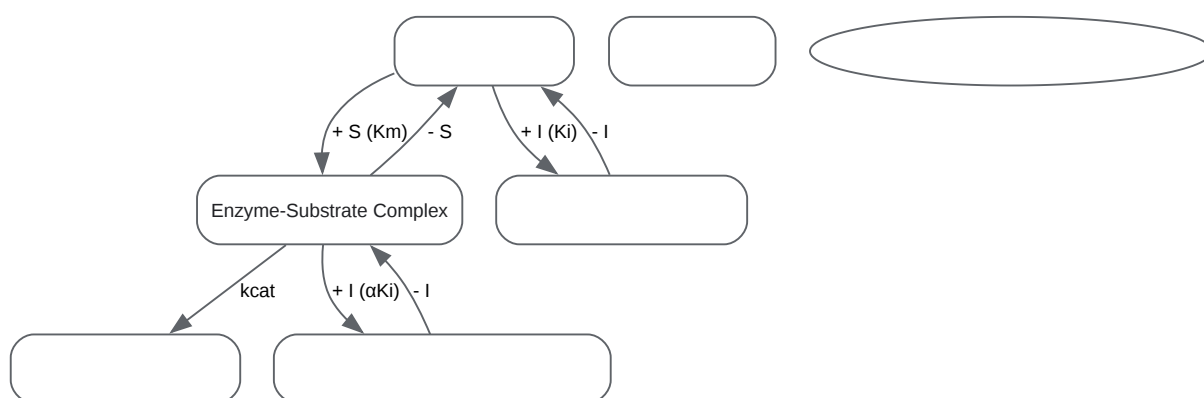 + S (Km)
- S
+ I (Ki)
- I
Enzyme-Substrate Complex
kcat
+ I (αKi)
- I